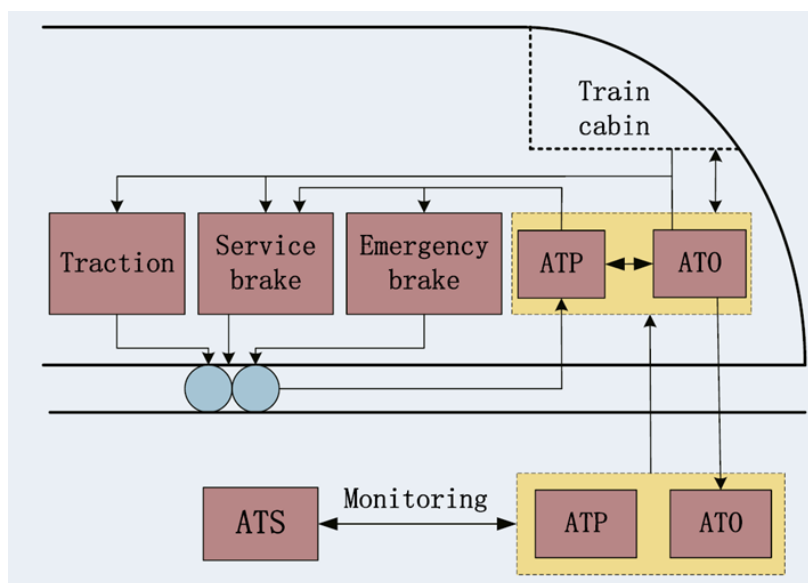 Train
cabin
Traction
Service
brake
Emergency
brake
ATP
ATO
ATS
Monitoring
ATP
ATO